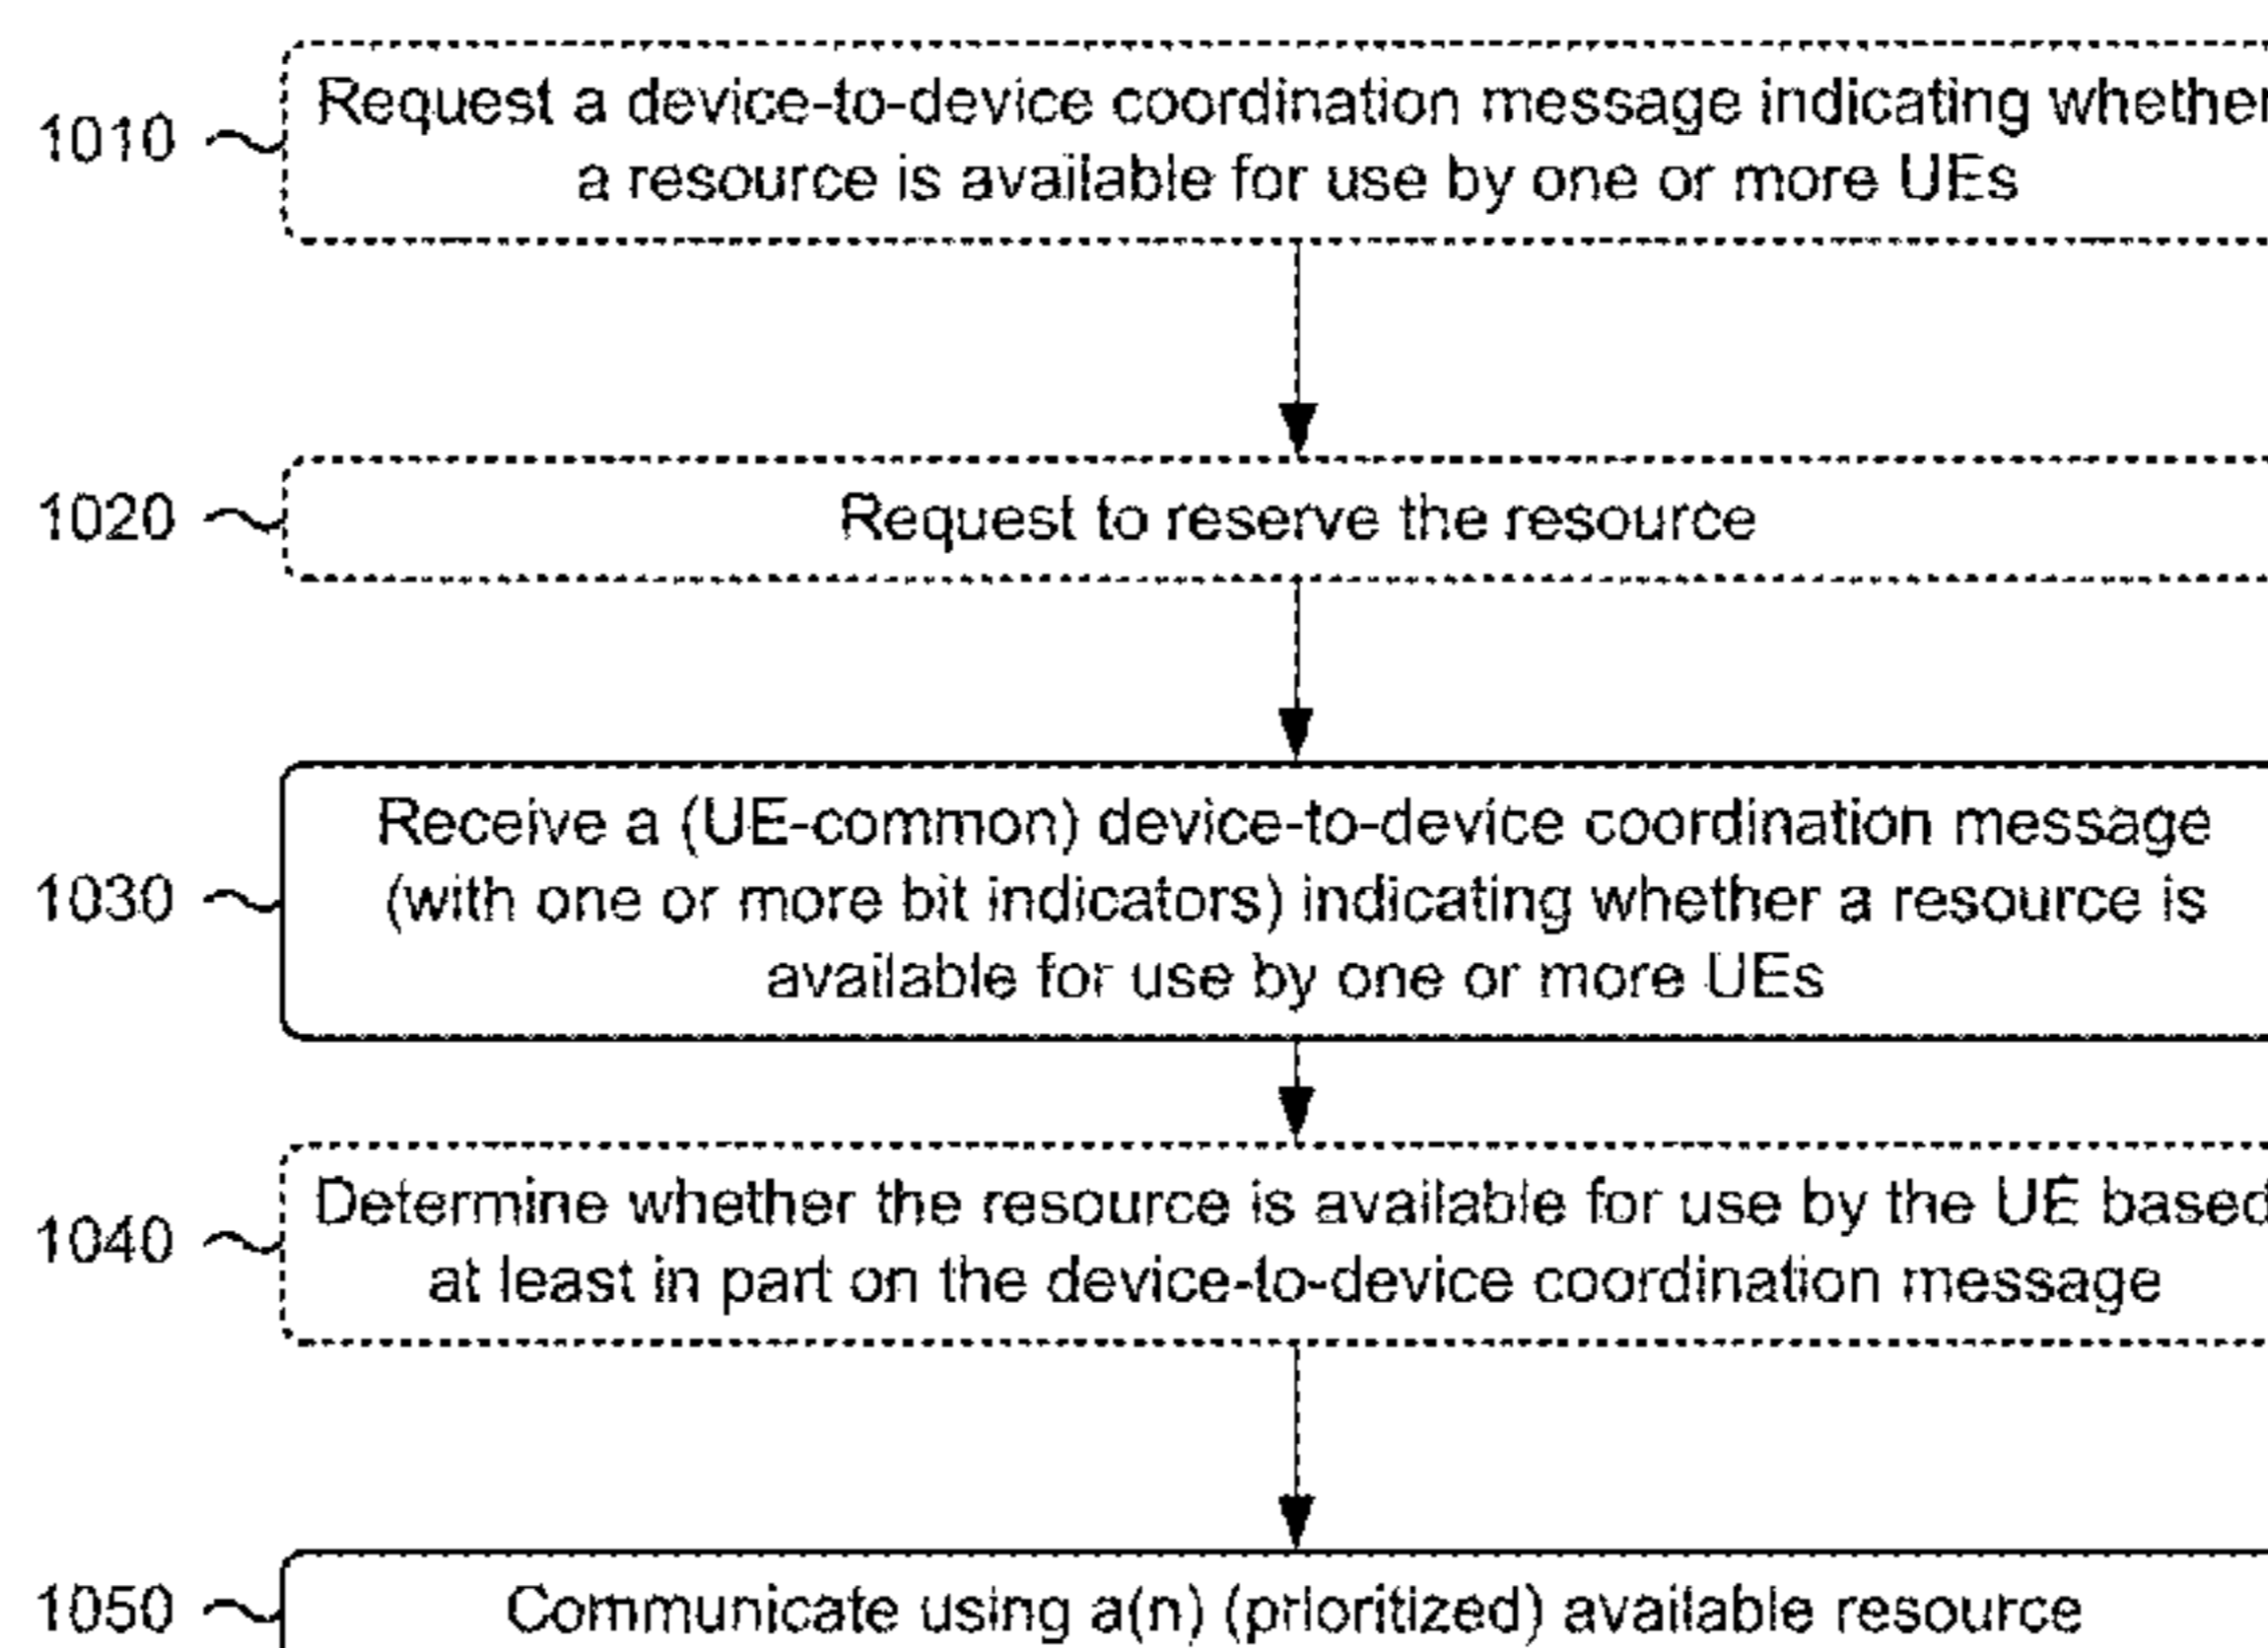 1010
Request a device-to-device coordination message indicating whether
a resource is available for use by one or more UEs
1020
Request to reserve the resource
1030
Receive a (UE-common) device-to-device coordination message
(with one or more bit indicators) indicating whether a resource is
available for use by one or more UEs
1040
Determine whether the resource is available for use by the UE based
at least in part on the device-to-device coordination message
1050
Communicate using a(n) (prioritized) available resource